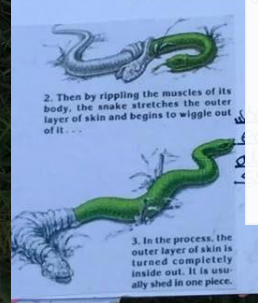 2. Then by rippling the muscles of its
body, the snake stretches the outer
layer of skin and begins to wiggle out
of it . . .
3. In the process, the
outer layer of skin is
turned completely
inside out. It is usu-
ally shed in one piece.